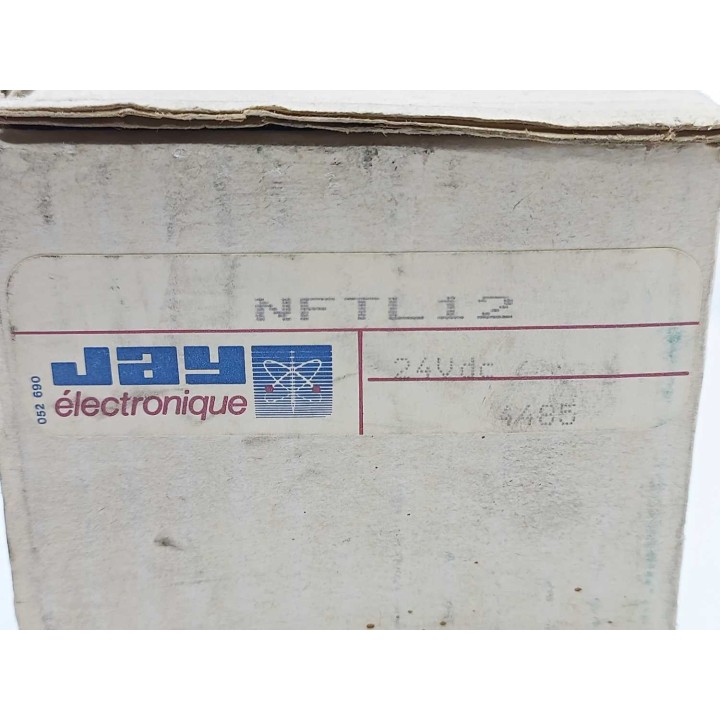 NFTL12
Jay
24Vdc
électronique
4485
052 690